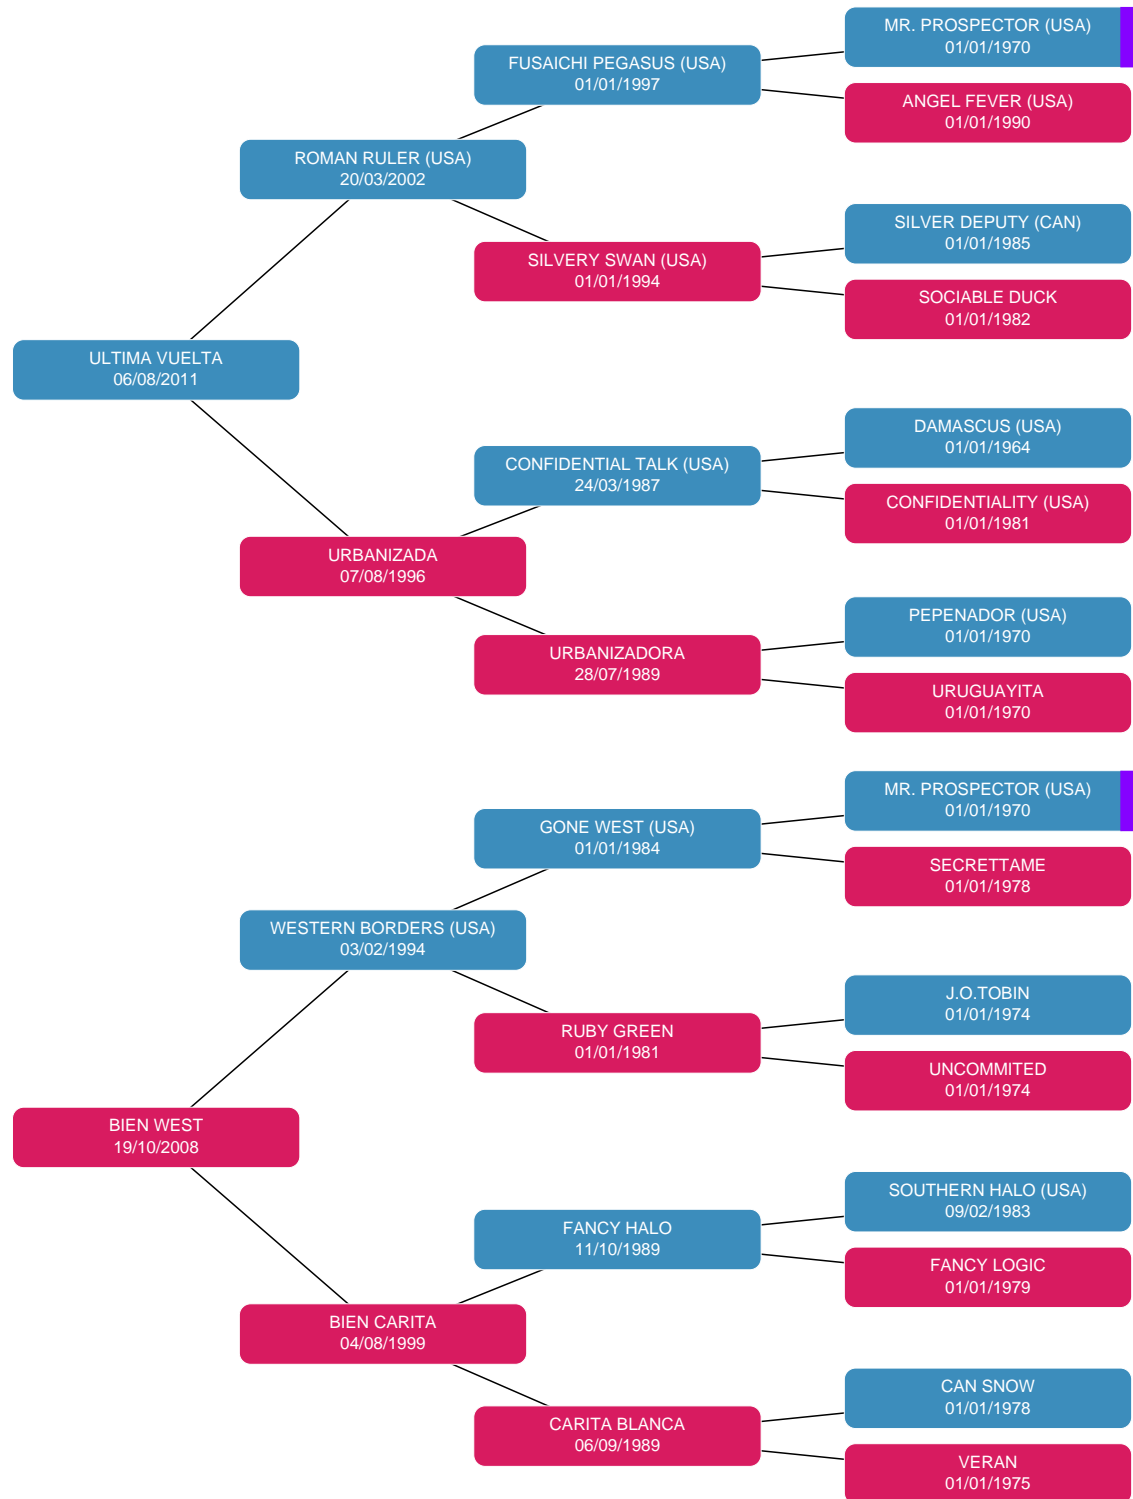 MR. PROSPECTOR (USA)
01/01/1970
FUSAICHI PEGASUS (USA)
01/01/1997
ANGEL FEVER (USA)
01/01/1990
ROMAN RULER (USA)
20/03/2002
SILVER DEPUTY (CAN)
01/01/1985
SILVERY SWAN (USA)
01/01/1994
SOCIABLE DUCK
01/01/1982
ULTIMA VUELTA
06/08/2011
DAMASCUS (USA)
01/01/1964
CONFIDENTIAL TALK (USA)
24/03/1987
CONFIDENTIALITY (USA)
01/01/1981
URBANIZADA
07/08/1996
PEPENADOR (USA)
01/01/1970
URBANIZADORA
28/07/1989
URUGUAYITA
01/01/1970
MR. PROSPECTOR (USA)
01/01/1970
GONE WEST (USA)
01/01/1984
SECRETTAME
01/01/1978
WESTERN BORDERS (USA)
03/02/1994
J.O.TOBIN
01/01/1974
RUBY GREEN
01/01/1981
UNCOMMITED
01/01/1974
BIEN WEST
19/10/2008
SOUTHERN HALO (USA)
09/02/1983
FANCY HALO
11/10/1989
FANCY LOGIC
01/01/1979
BIEN CARITA
04/08/1999
CAN SNOW
01/01/1978
CARITA BLANCA
06/09/1989
VERAN
01/01/1975